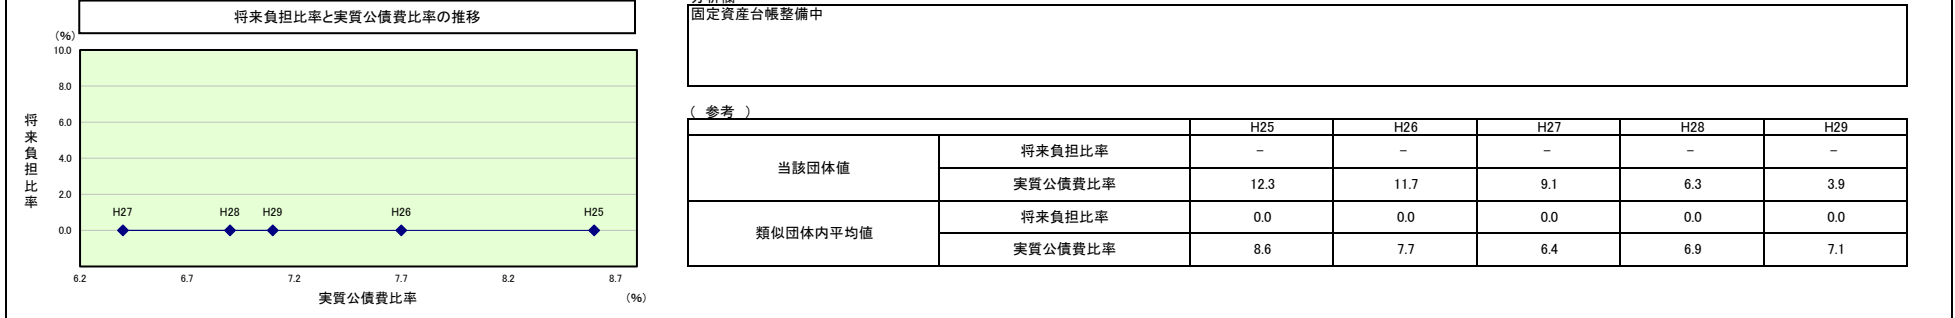 将来負担比率と実質公債費比率の推移
(%)
10.0
8.0
6.0
4.0
2.0
0.0
将来負担比率
H27 H28 H29 H26 H25
6.2 6.7 7.2 7.7 8.2 8.7
実質公債費比率 (%)
固定資産台帳整備中
( 参考 )
H25 H26 H27 H28 H29
当該団体値
将来負担比率 － － － － －
実質公債費比率 12.3 11.7 9.1 6.3 3.9
類似団体内平均値
将来負担比率 0.0 0.0 0.0 0.0 0.0
実質公債費比率 8.6 7.7 6.4 6.9 7.1